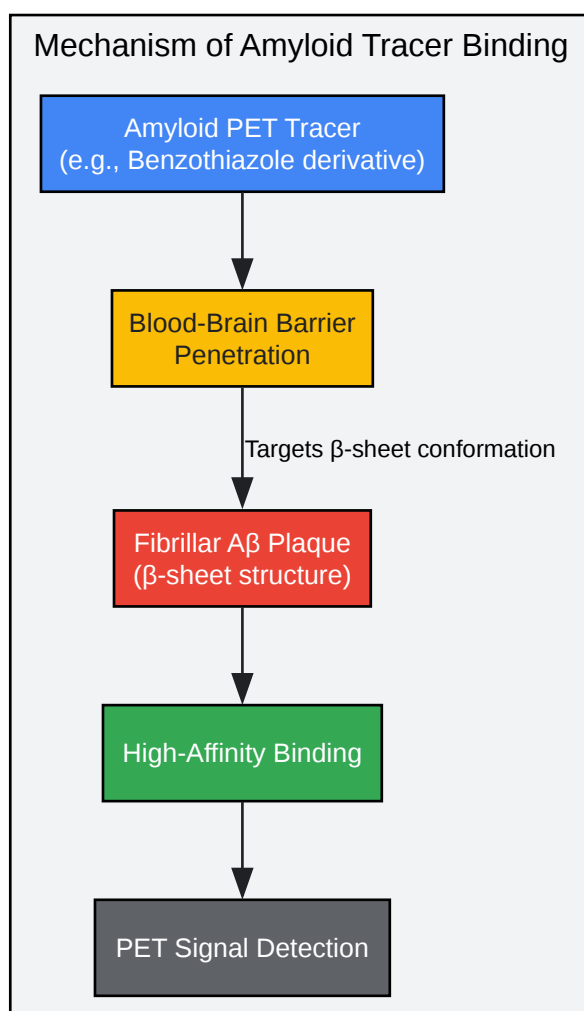 Mechanism of Amyloid Tracer Binding
Amyloid PET Tracer
(e.g., Benzothiazole derivative)
Blood-Brain Barrier
Penetration
Targets β-sheet conformation
Fibrillar Aβ Plaque
(β-sheet structure)
High-Affinity Binding
PET Signal Detection